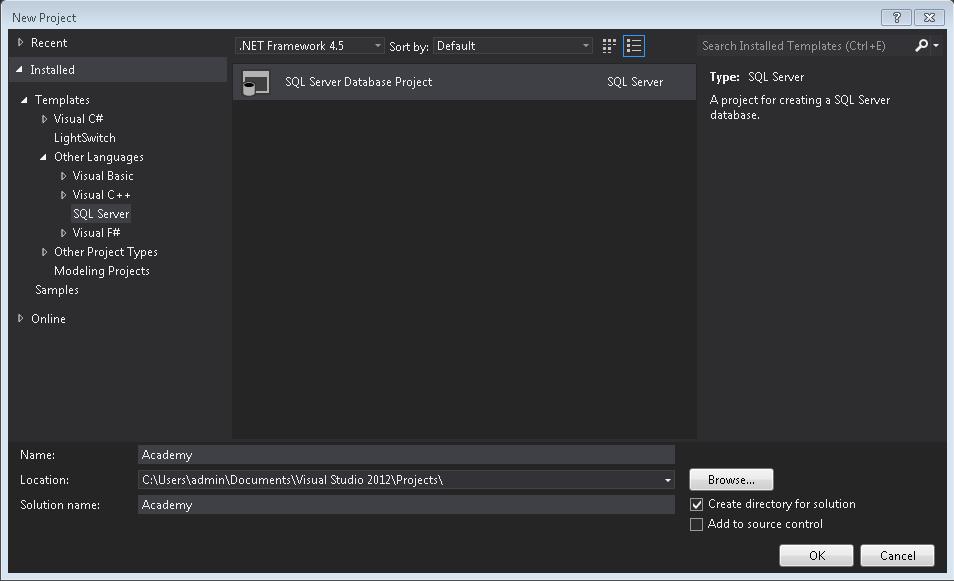 New Project
Recent
.NET Framework 4.5 Sort by: Default Search Installed Templates (Ctrl+E)
Installed
Templates
Visual C#
LightSwitch
Other Languages
Visual Basic
Visual C++
SQL Server
Visual F#
Other Project Types
Modeling Projects
Samples
Online
SQL Server Database Project SQL Server
Type: SQL Server
A project for creating a SQL Server
database.
Name: Academy
Location: C:\Users\admin\Documents\Visual Studio 2012\Projects\ Browse...
Solution name: Academy
Create directory for solution
Add to source control
OK Cancel